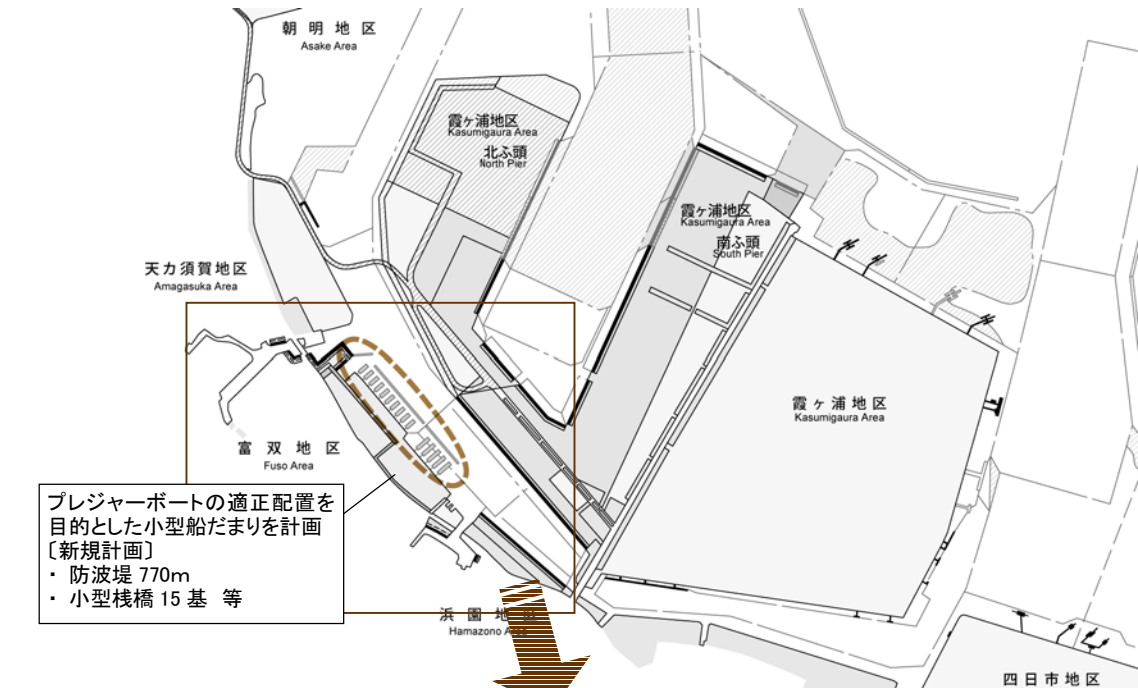 朝明地区
Asake Area
霞ヶ浦地区
Kasumigaura Area
北ふ頭
North Pier
霞ヶ浦地区
Kasumigaura Area
南ふ頭
South Pier
天カ須賀地区
Amagasuka Area
霞ヶ浦地区
Kasumigaura Area
富双地区
Fuso Area
プレジャーボートの適正配置を
目的とした小型船だまりを計画
〔新規計画〕
・ 防波堤 770m
・ 小型桟橋 15 基 等
浜園地区
Hamazono Area
四日市地区